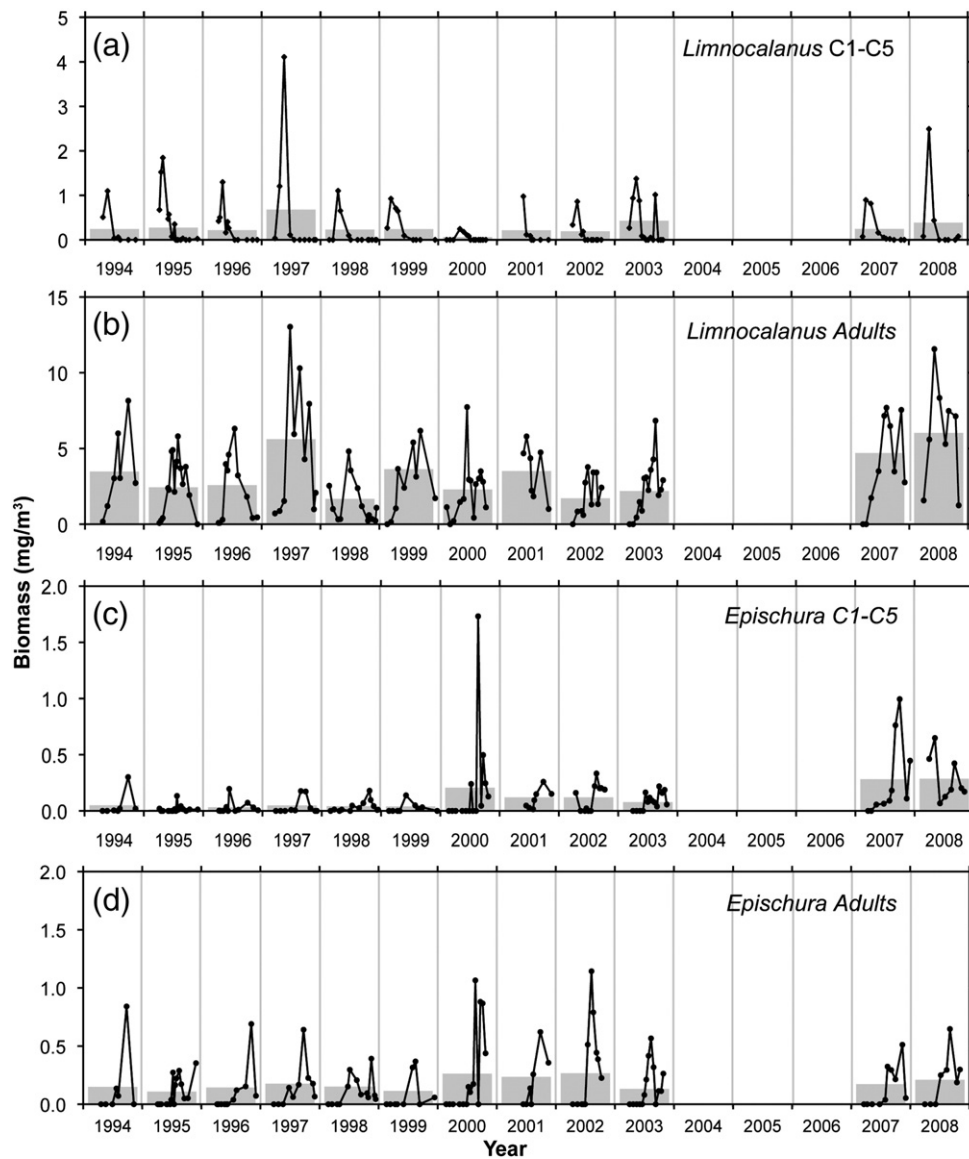 (a)
Limnocalanus C1-C5
5
4
3
2
1
0
1994 1995 1996 1997 1998 1999 2000 2001 2002 2003 2004 2005 2006 2007 2008
(b)
Limnocalanus Adults
15
10
5
0
1994 1995 1996 1997 1998 1999 2000 2001 2002 2003 2004 2005 2006 2007 2008
Biomass (mg/m³)
(c)
Epischura C1-C5
2.0
1.5
1.0
0.5
0.0
1994 1995 1996 1997 1998 1999 2000 2001 2002 2003 2004 2005 2006 2007 2008
(d)
Epischura Adults
2.0
1.5
1.0
0.5
0.0
1994 1995 1996 1997 1998 1999 2000 2001 2002 2003 2004 2005 2006 2007 2008
Year